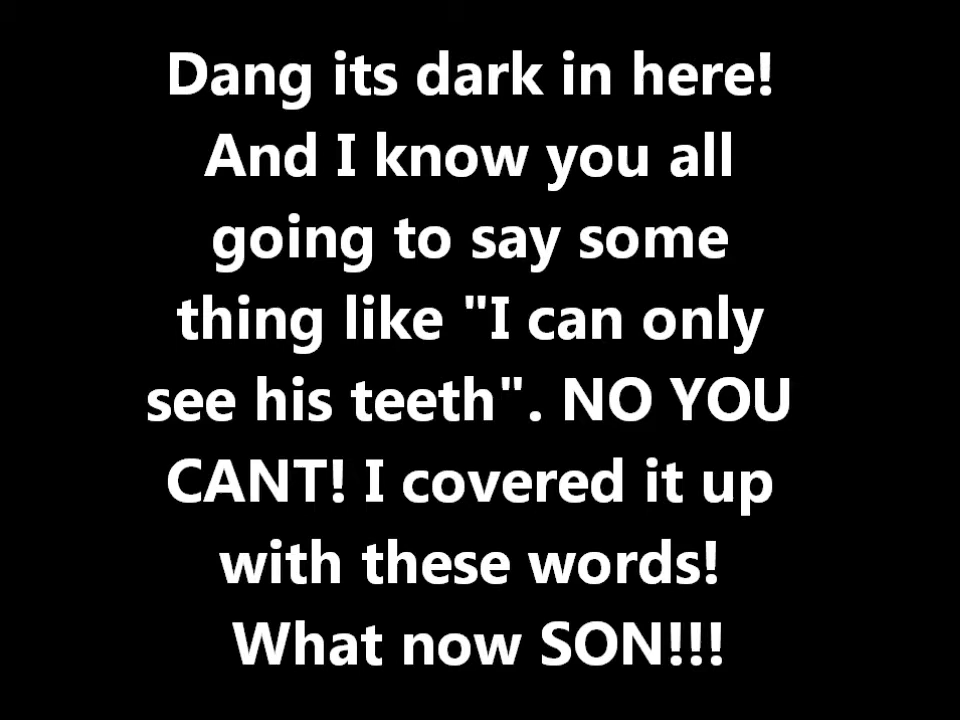 Dang its dark in here!
And I know you all
going to say some
thing like "I can only
see his teeth". NO YOU
CANT! I covered it up
with these words!
What now SON!!!